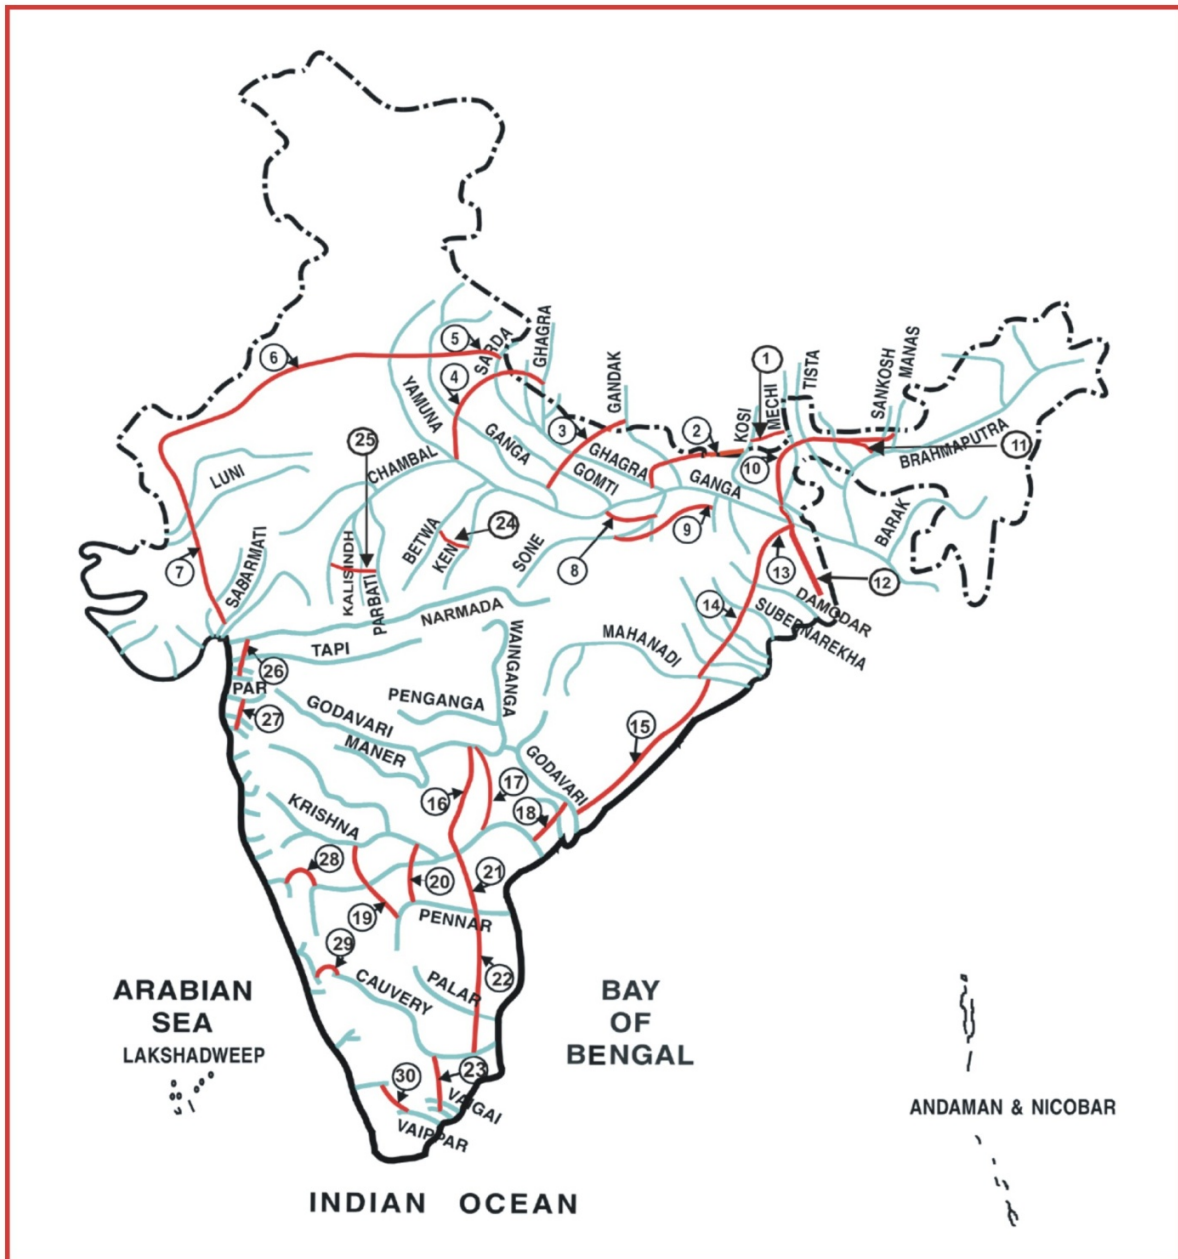 5
SARDA
GHAGRA
6
4
1
GANDAK
TISTA
SANKOSH
MANAS
YAMUNA
3
2
KOSI
MECHI
25
GANGA
GHAGRA
11
LUNI
CHAMBAL
GOMTI
GANGA
10
BRAHMAPUTRA
BETWA
KEN
24
SONE
9
BARAK
7
SABARMATI
KALISINDH
PARBATI
8
13
12
NARMADA
14
DAMODAR
SUBERNAREKHA
TAPI
WAINGANGA
MAHANADI
26
PAR
27
GODAVARI
PENGANGA
15
MANER
GODAVARI
16
17
18
KRISHNA
28
20
21
19
PENNAR
29
22
CAUVERY
PALAR
ARABIAN
SEA
BAY
OF
BENGAL
LAKSHADWEEP
30
23
VAIGAI
VAIPPAR
ANDAMAN & NICOBAR
INDIAN OCEAN